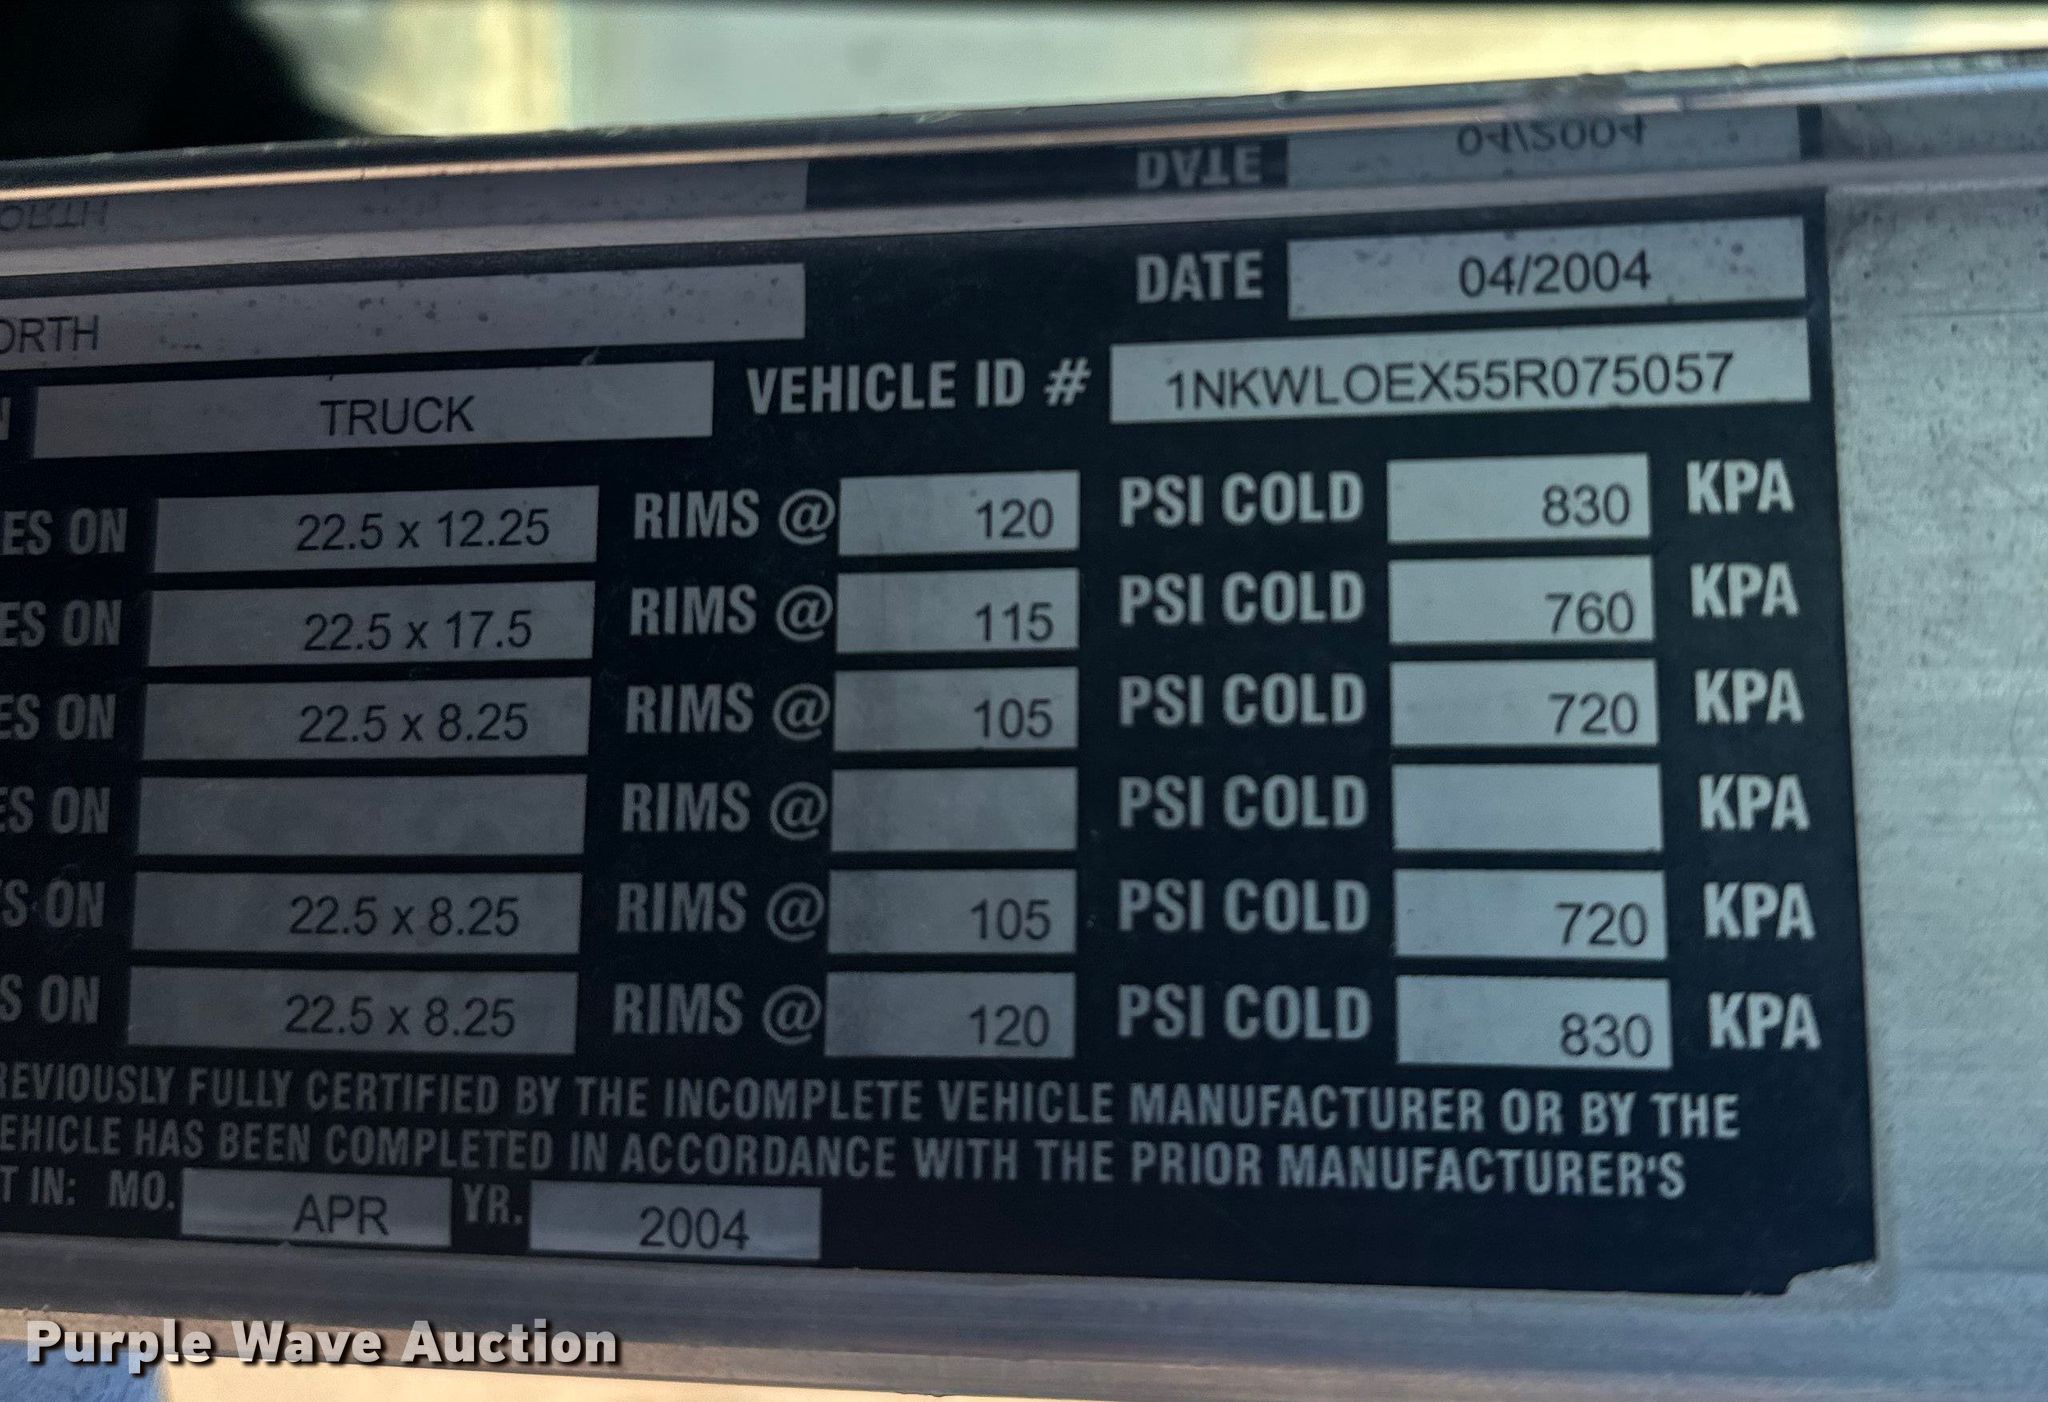 DATE 04/2004
ORTH
TRUCK VEHICLE ID # 1NKWLOEX55R075057
ES ON 22.5 x 12.25 RIMS @ 120 PSI COLD 830 KPA
ES ON 22.5 x 17.5 RIMS @ 115 PSI COLD 760 KPA
ES ON 22.5 x 8.25 RIMS @ 105 PSI COLD 720 KPA
ES ON RIMS @ PSI COLD KPA
S ON 22.5 x 8.25 RIMS @ 105 PSI COLD 720 KPA
S ON 22.5 x 8.25 RIMS @ 120 PSI COLD 830 KPA
REVIOUSLY FULLY CERTIFIED BY THE INCOMPLETE VEHICLE MANUFACTURER OR BY THE
EHICLE HAS BEEN COMPLETED IN ACCORDANCE WITH THE PRIOR MANUFACTURER'S
T IN: MO. APR YR. 2004
Purple Wave Auction